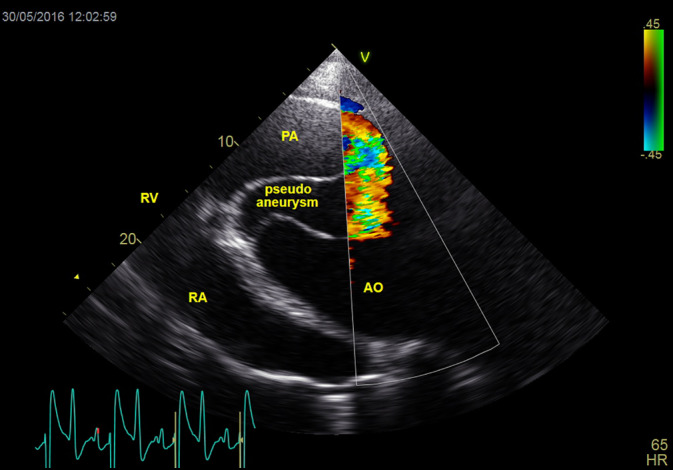 30/05/2016 12:02:59
V
.45
-.45
PA
10
pseudo
aneurysm
RV
20
RA
AO
65
HR